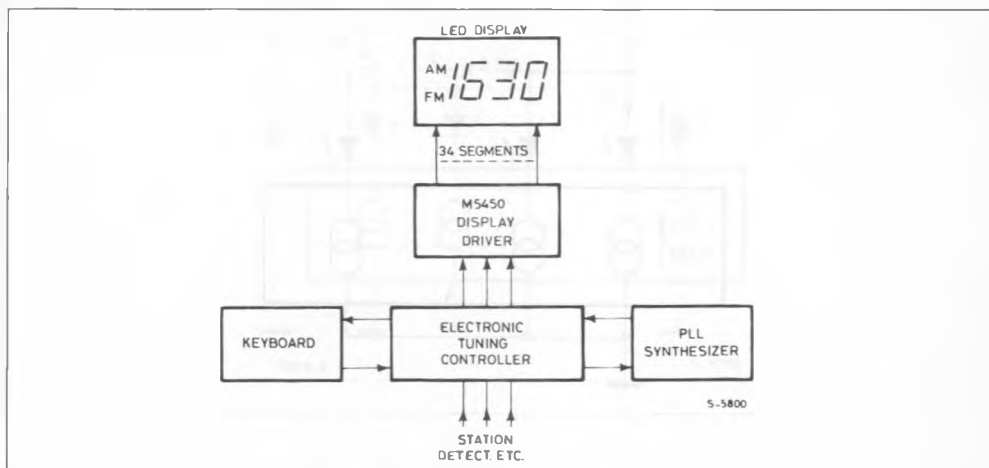 LED DISPLAY
AM 1630
FM
34 SEGMENTS
M5450
DISPLAY
DRIVER
KEYBOARD
ELECTRONIC
TUNING
CONTROLLER
PLL
SYNTHESIZER
S-5800
STATION
DETECT. ETC.